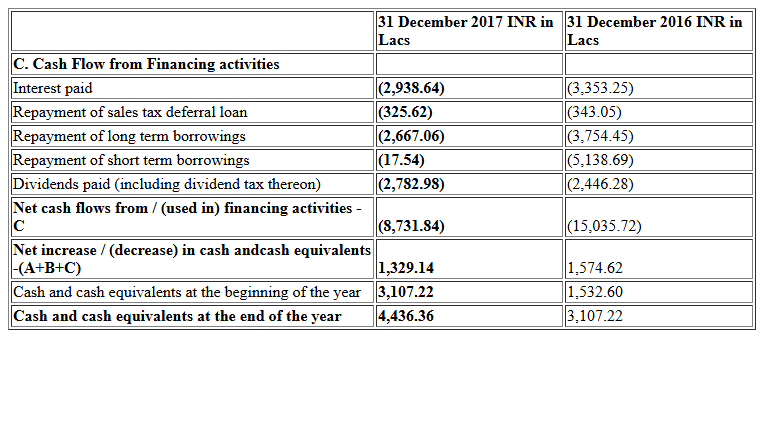 31 December 2017 INR in Lacs 31 December 2016 INR in Lacs
C. Cash Flow from Financing activities
Interest paid (2,938.64) (3,353.25)
Repayment of sales tax deferral loan (325.62) (343.05)
Repayment of long term borrowings (2,667.06) (3,754.45)
Repayment of short term borrowings (17.54) (5,138.69)
Dividends paid (including dividend tax thereon) (2,782.98) (2,446.28)
Net cash flows from / (used in) financing activities -
C (8,731.84) (15,035.72)
Net increase / (decrease) in cash andcash equivalents
-(A+B+C) 1,329.14 1,574.62
Cash and cash equivalents at the beginning of the year 3,107.22 1,532.60
Cash and cash equivalents at the end of the year 4,436.36 3,107.22